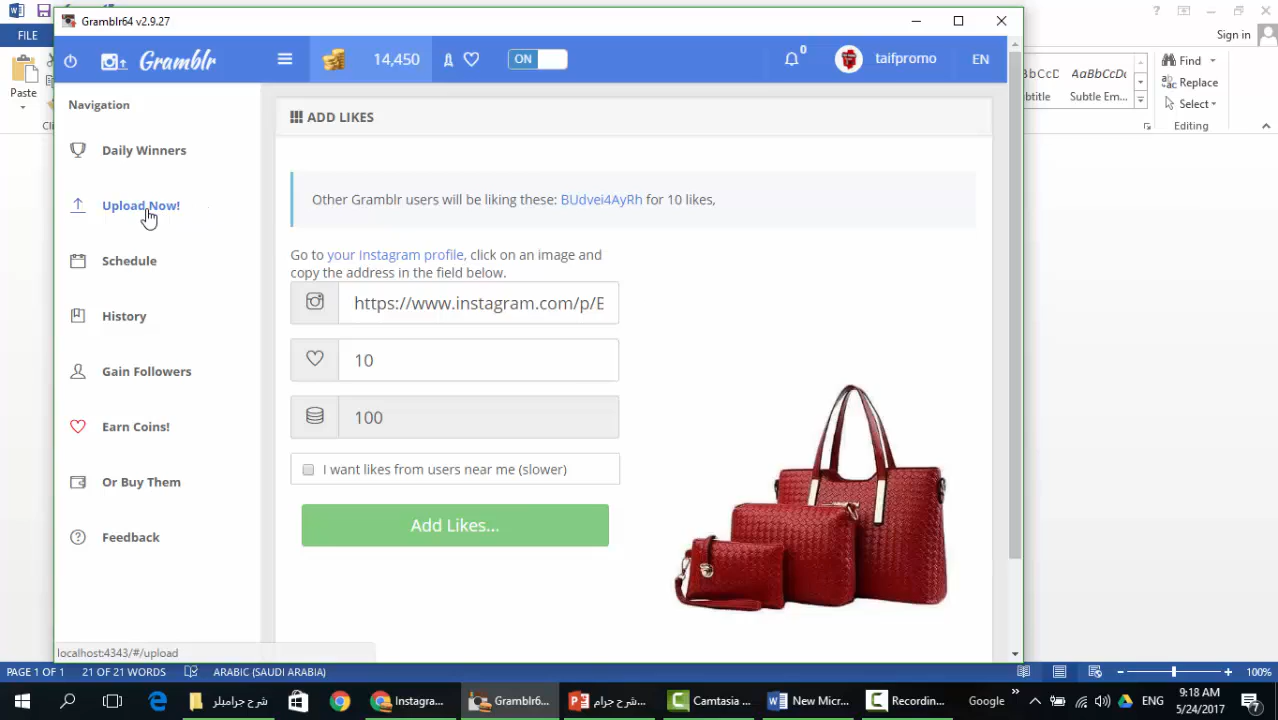 Gramblr64 v2.9.27
FILE
Sign in
Paste
Gramblr
14,450
ON
0
taifpromo
EN
Subtle Em...
Find
Replace
Select
Editing
Navigation
Daily Winners
Upload Now!
Schedule
History
Gain Followers
Earn Coins!
Or Buy Them
Feedback
ADD LIKES
Other Gramblr users will be liking these: BUdvei4AyRh for 10 likes,
Go to your Instagram profile, click on an image and
copy the address in the field below.
https://www.instagram.com/p/E
10
100
I want likes from users near me (slower)
Add Likes...
localhost:4343/#/upload
PAGE 1 OF 1 21 OF 21 WORDS ARABIC (SAUDI ARABIA) 100%
شرح جرامبلر
Instagra...
Gramblr6...
شرح جرام...
Camtasia ...
New Micr...
Recordin...
Google
ENG
9:18 AM
5/24/2017
7